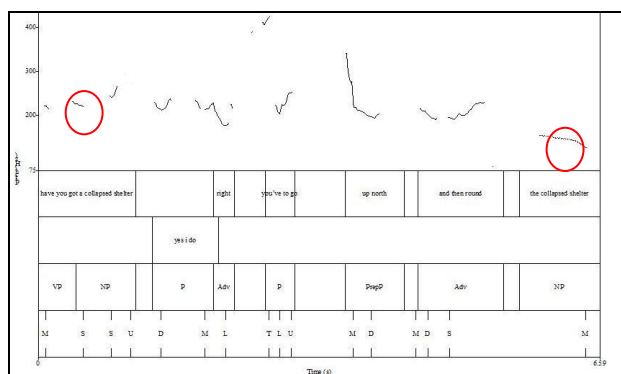 400
300
200
75
have you got a collapsed shelter right you've to go up north and then round the collapsed shelter
yes i do
VP NP P Adv P PrepP Adv NP
M S S U D M L T L U M D M D S M
0 6.59
Time (s)